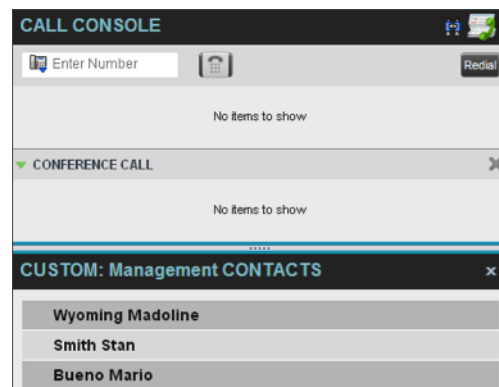 CALL CONSOLE
Enter Number
Redial
No items to show
CONFERENCE CALL
No items to show
CUSTOM: Management CONTACTS
Wyoming Madoline
Smith Stan
Bueno Mario